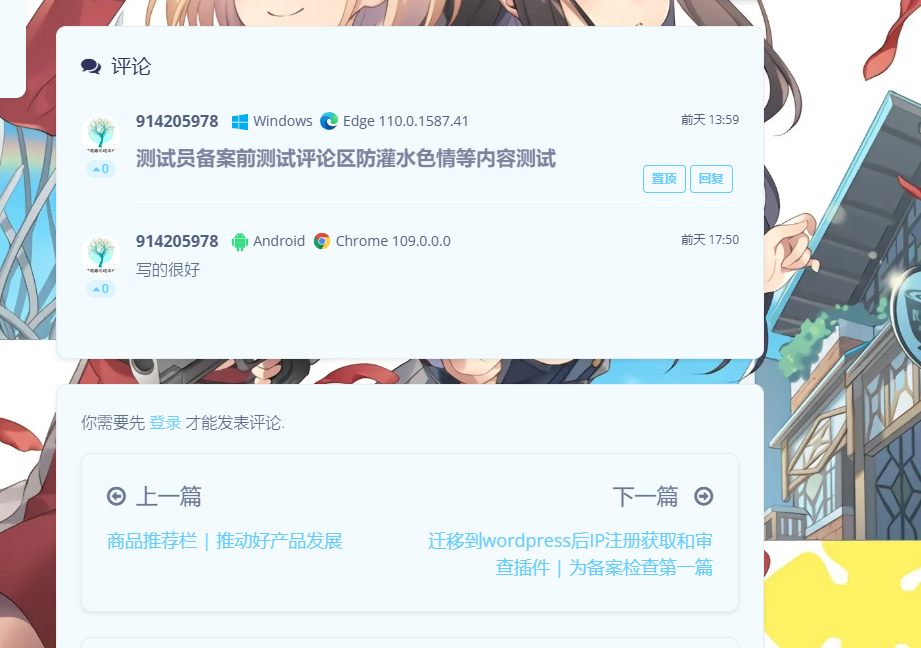 评论
914205978 Windows Edge 110.0.1587.41 前天 13:59
测试员备案前测试评论区防灌水色情等内容测试
0
置顶 回复
914205978 Android Chrome 109.0.0.0 前天 17:50
写的很好
0
你需要先 登录 才能发表评论.
上一篇 下一篇
商品推荐栏 | 推动好产品发展 迁移到wordpress后IP注册获取和审
查插件 | 为备案检查第一篇